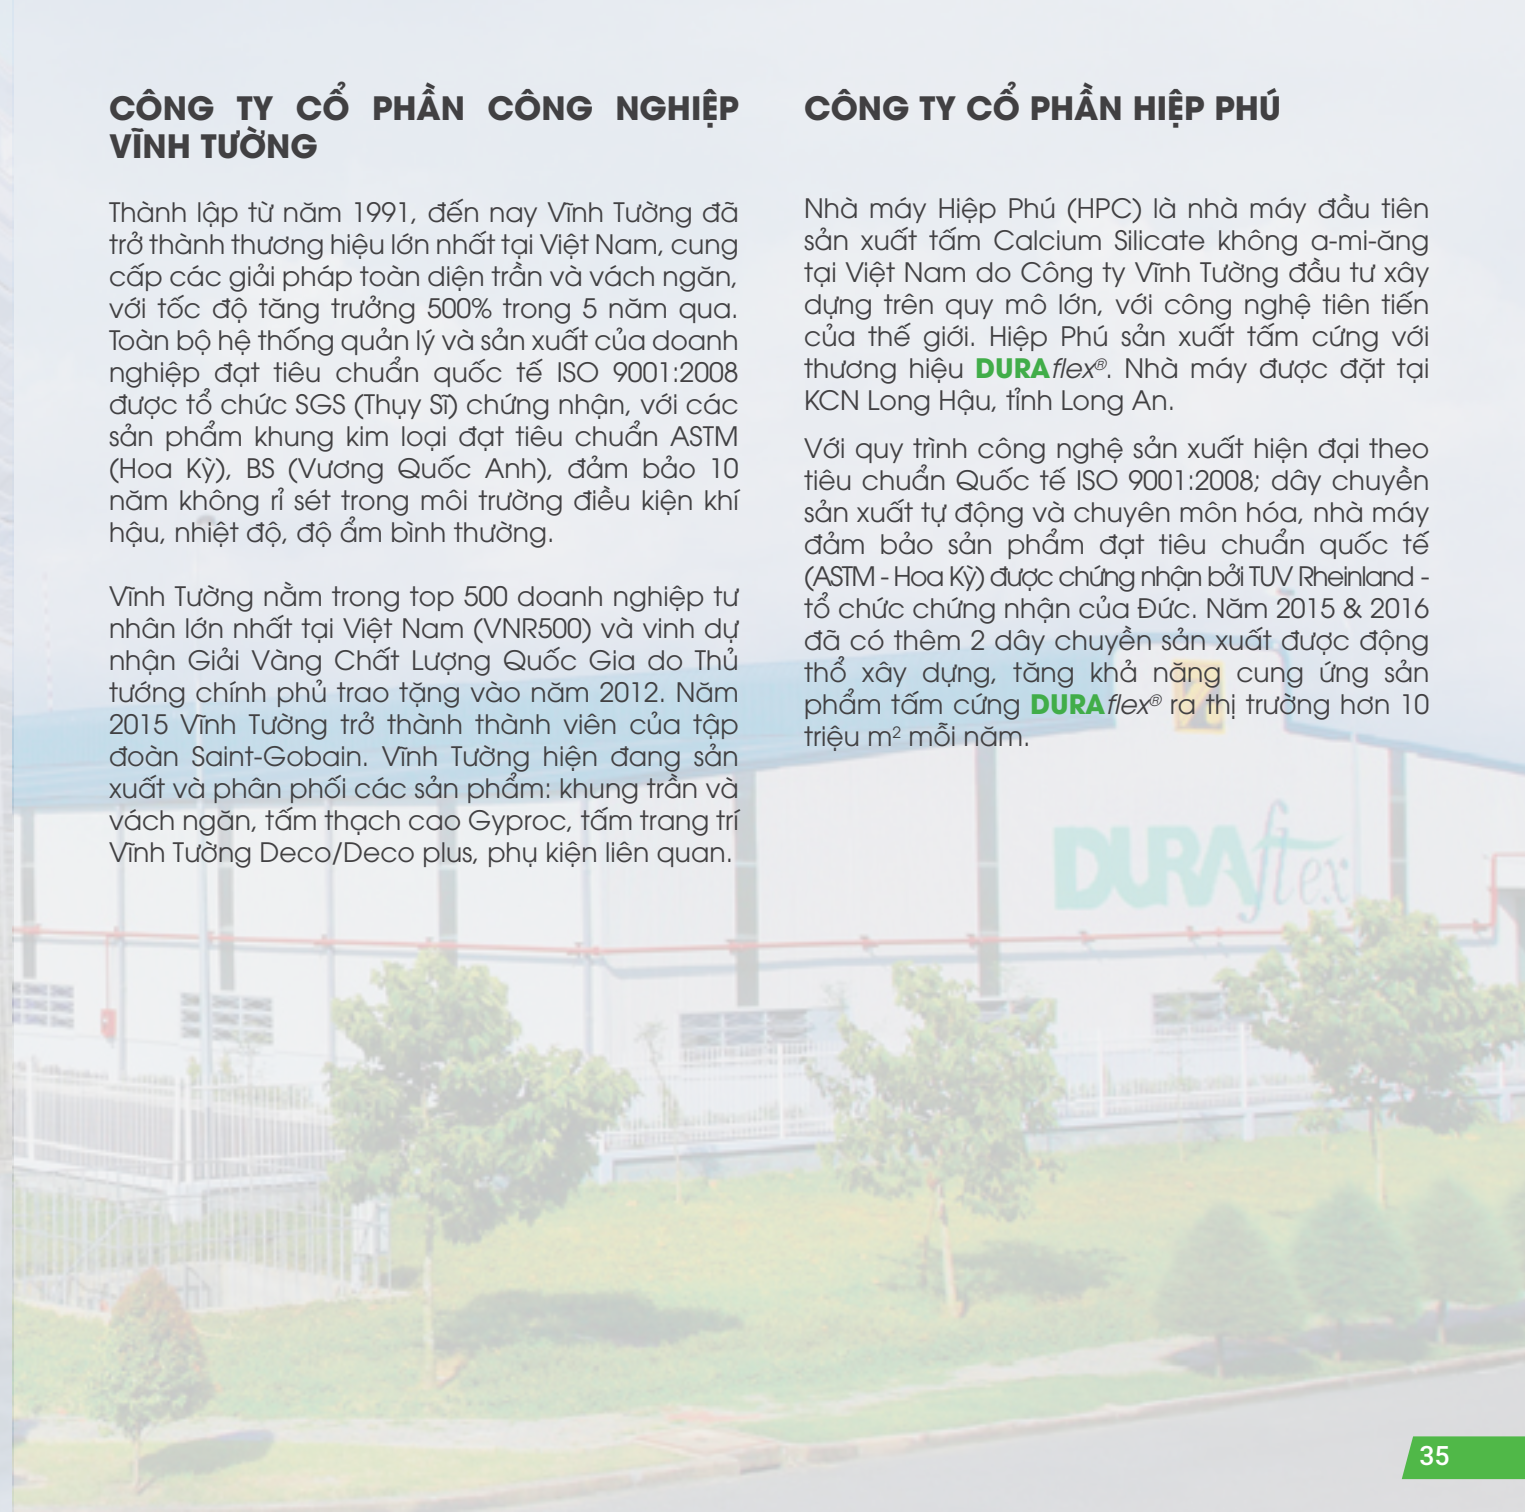 CÔNG TY CỔ PHẦN CÔNG NGHIỆP
VĨNH TƯỜNG
Thành lập từ năm 1991, đến nay Vĩnh Tường đã
trở thành thương hiệu lớn nhất tại Việt Nam, cung
cấp các giải pháp toàn diện trần và vách ngăn,
với tốc độ tăng trưởng 500% trong 5 năm qua.
Toàn bộ hệ thống quản lý và sản xuất của doanh
nghiệp đạt tiêu chuẩn quốc tế ISO 9001:2008
được tổ chức SGS (Thụy Sĩ) chứng nhận, với các
sản phẩm khung kim loại đạt tiêu chuẩn ASTM
(Hoa Kỳ), BS (Vương Quốc Anh), đảm bảo 10
năm không rỉ sét trong môi trường điều kiện khí
hậu, nhiệt độ, độ ẩm bình thường.
Vĩnh Tường nằm trong top 500 doanh nghiệp tư
nhân lớn nhất tại Việt Nam (VNR500) và vinh dự
nhận Giải Vàng Chất Lượng Quốc Gia do Thủ
tướng chính phủ trao tặng vào năm 2012. Năm
2015 Vĩnh Tường trở thành thành viên của tập
đoàn Saint-Gobain. Vĩnh Tường hiện đang sản
xuất và phân phối các sản phẩm: khung trần và
vách ngăn, tấm thạch cao Gyproc, tấm trang trí
Vĩnh Tường Deco/Deco plus, phụ kiện liên quan.
CÔNG TY CỔ PHẦN HIỆP PHÚ
Nhà máy Hiệp Phú (HPC) là nhà máy đầu tiên
sản xuất tấm Calcium Silicate không a-mi-ăng
tại Việt Nam do Công ty Vĩnh Tường đầu tư xây
dựng trên quy mô lớn, với công nghệ tiên tiến
của thế giới. Hiệp Phú sản xuất tấm cứng với
thương hiệu DURAflex®. Nhà máy được đặt tại
KCN Long Hậu, tỉnh Long An.
Với quy trình công nghệ sản xuất hiện đại theo
tiêu chuẩn Quốc tế ISO 9001:2008; dây chuyền
sản xuất tự động và chuyên môn hóa, nhà máy
đảm bảo sản phẩm đạt tiêu chuẩn quốc tế
(ASTM - Hoa Kỳ) được chứng nhận bởi TUV Rheinland -
tổ chức chứng nhận của Đức. Năm 2015 & 2016
đã có thêm 2 dây chuyền sản xuất được động
thổ xây dựng, tăng khả năng cung ứng sản
phẩm tấm cứng DURAflex® ra thị trường hơn 10
triệu m² mỗi năm.
DURAflex
35